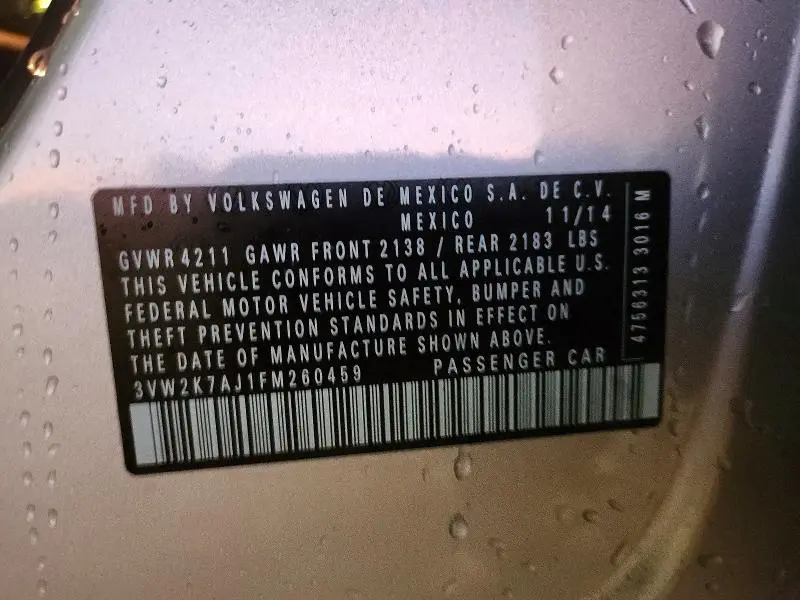 MFD BY VOLKSWAGEN DE MEXICO S.A. DE C.V.
MEXICO 11/14
GVWR 4211 GAWR FRONT 2138 / REAR 2183 LBS
THIS VEHICLE CONFORMS TO ALL APPLICABLE U.S.
FEDERAL MOTOR VEHICLE SAFETY, BUMPER AND
THEFT PREVENTION STANDARDS IN EFFECT ON
THE DATE OF MANUFACTURE SHOWN ABOVE.
3VW2K7AJ1FM260459 PASSENGER CAR
4756313 3016 M